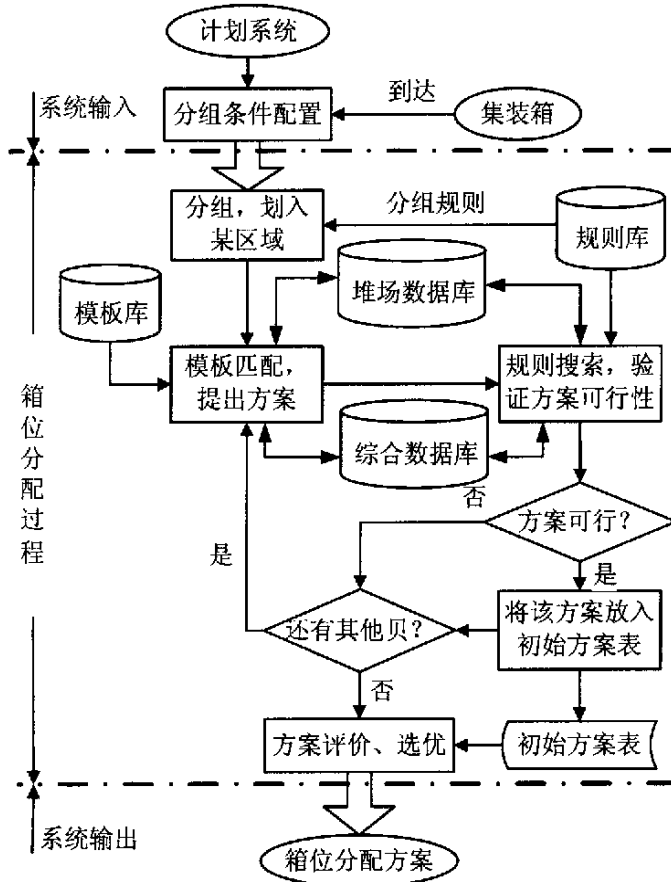 计划系统
系统输入
分组条件配置
到达
集装箱
分组，划入
某区域
分组规则
规则库
堆场数据库
模板库
模板匹配，
提出方案
规则搜索，验
证方案可行性
箱位分配过程
综合数据库
否
方案可行？
是
是
还有其他贝？
将该方案放入
初始方案表
否
方案评价、选优
初始方案表
系统输出
箱位分配方案